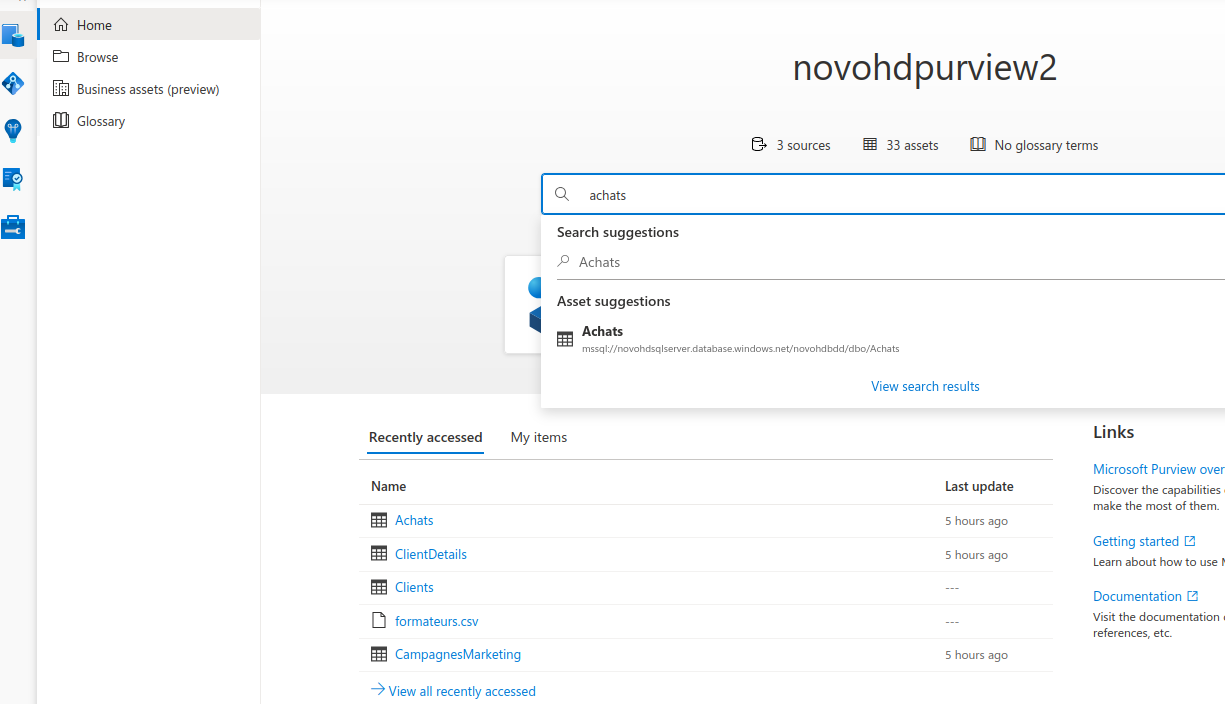 Home
Browse
Business assets (preview)
Glossary
novohdpurview2
3 sources
33 assets
No glossary terms
achats
Search suggestions
Achats
Asset suggestions
Achats
mssql://novohdsqlserver.database.windows.net/novohdbdd/dbo/Achats
View search results
Recently accessed
My items
Name
Last update
Achats
5 hours ago
ClientDetails
5 hours ago
Clients
---
formateurs.csv
---
CampagnesMarketing
5 hours ago
View all recently accessed
Links
Microsoft Purview over
Discover the capabilities
make the most of them.
Getting started
Learn about how to use
Documentation
Visit the documentation
references, etc.